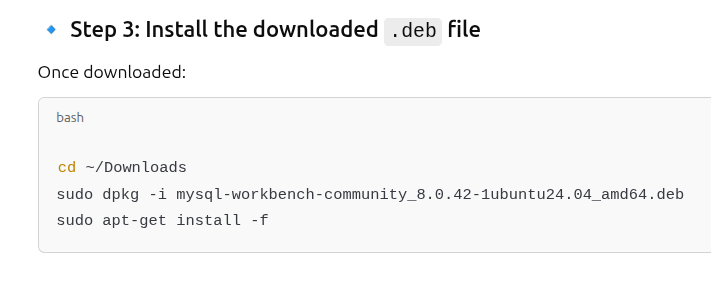 Step 3: Install the downloaded .deb file
Once downloaded:
bash
cd ~/Downloads
sudo dpkg -i mysql-workbench-community_8.0.42-1ubuntu24.04_amd64.deb
sudo apt-get install -f